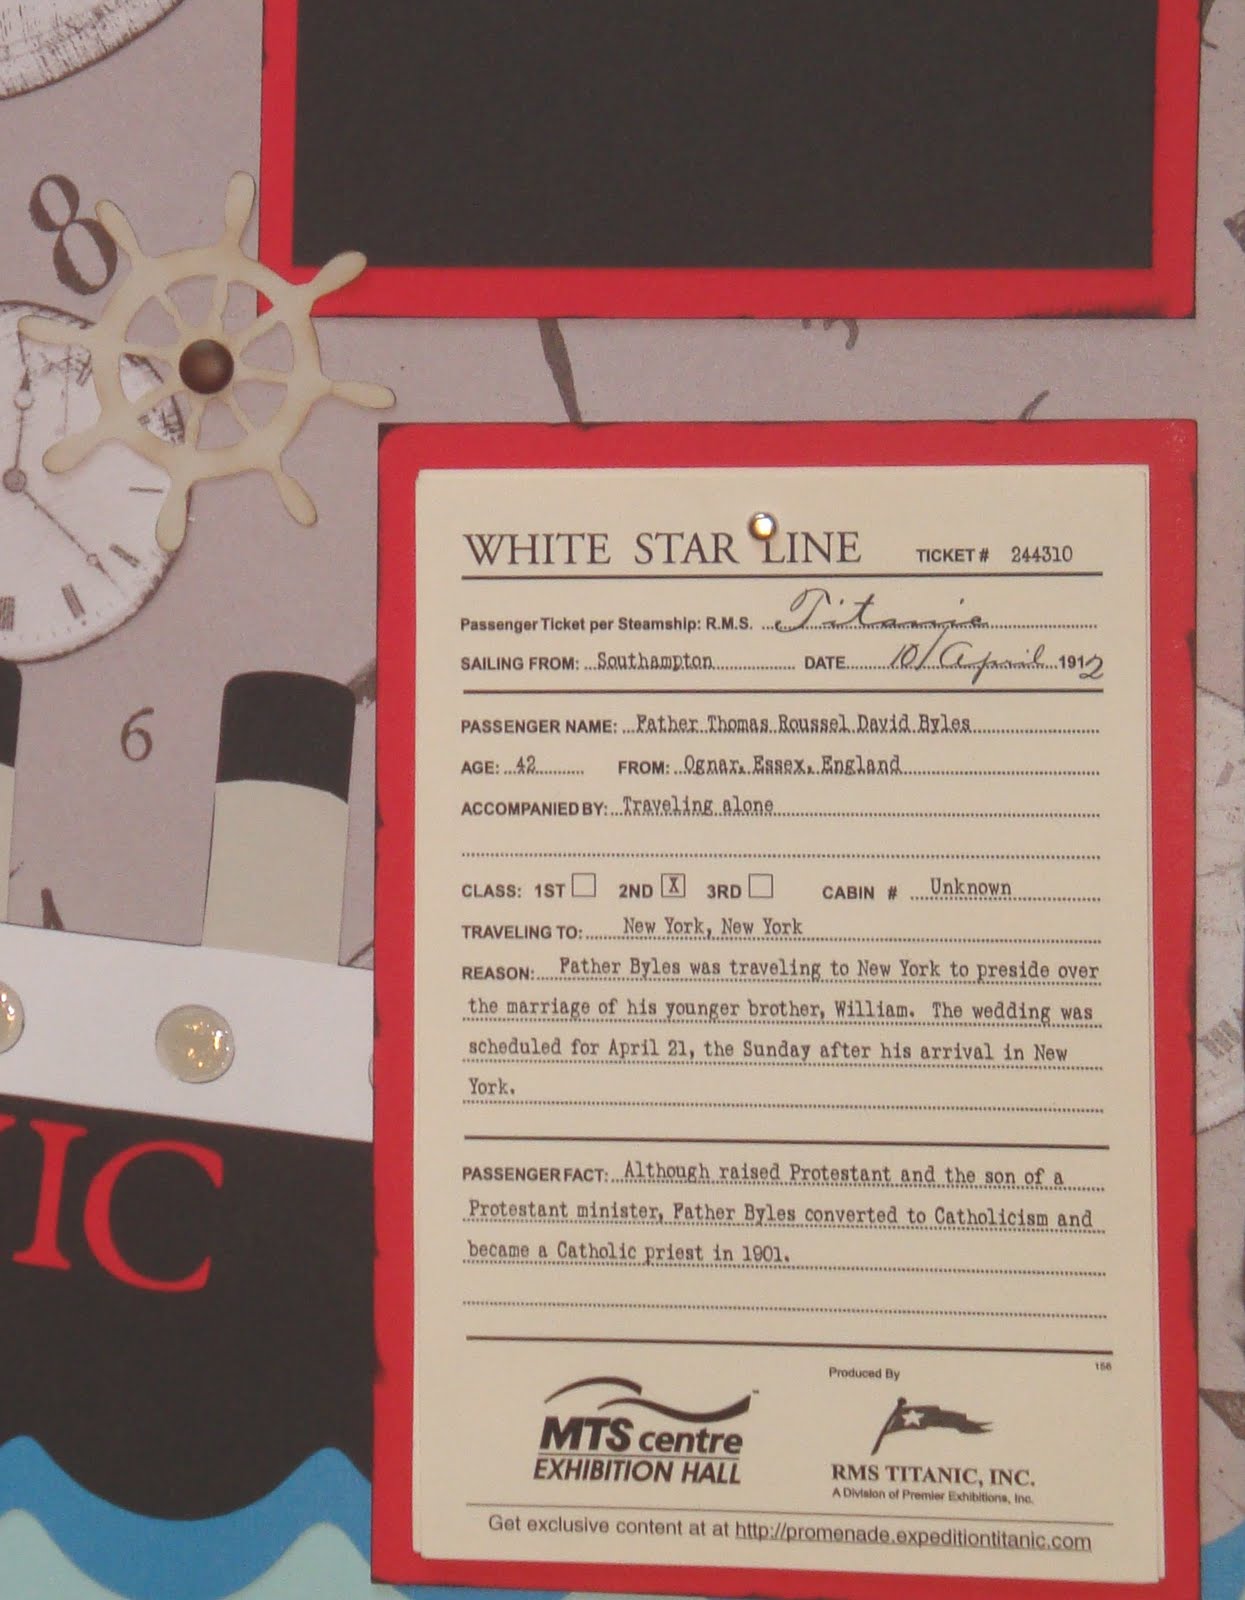 8
6
IC
WHITE STAR LINE TICKET # 244310
Passenger Ticket per Steamship: R.M.S. Titanic
SAILING FROM: Southampton DATE 10/April 1912
PASSENGER NAME: Father Thomas Roussel David Byles
AGE: 42 FROM: Ognar, Essex, England
ACCOMPANIED BY: Traveling alone
CLASS: 1ST 2ND X 3RD CABIN # Unknown
TRAVELING TO: New York, New York
REASON: Father Byles was traveling to New York to preside over
the marriage of his younger brother, William. The wedding was
scheduled for April 21, the Sunday after his arrival in New
York.
PASSENGER FACT: Although raised Protestant and the son of a
Protestant minister, Father Byles converted to Catholicism and
became a Catholic priest in 1901.
156
Produced By
MTS centre™
EXHIBITION HALL
RMS TITANIC, INC.
A Division of Premier Exhibitions, Inc.
Get exclusive content at at http://promenade.expeditiontitanic.com